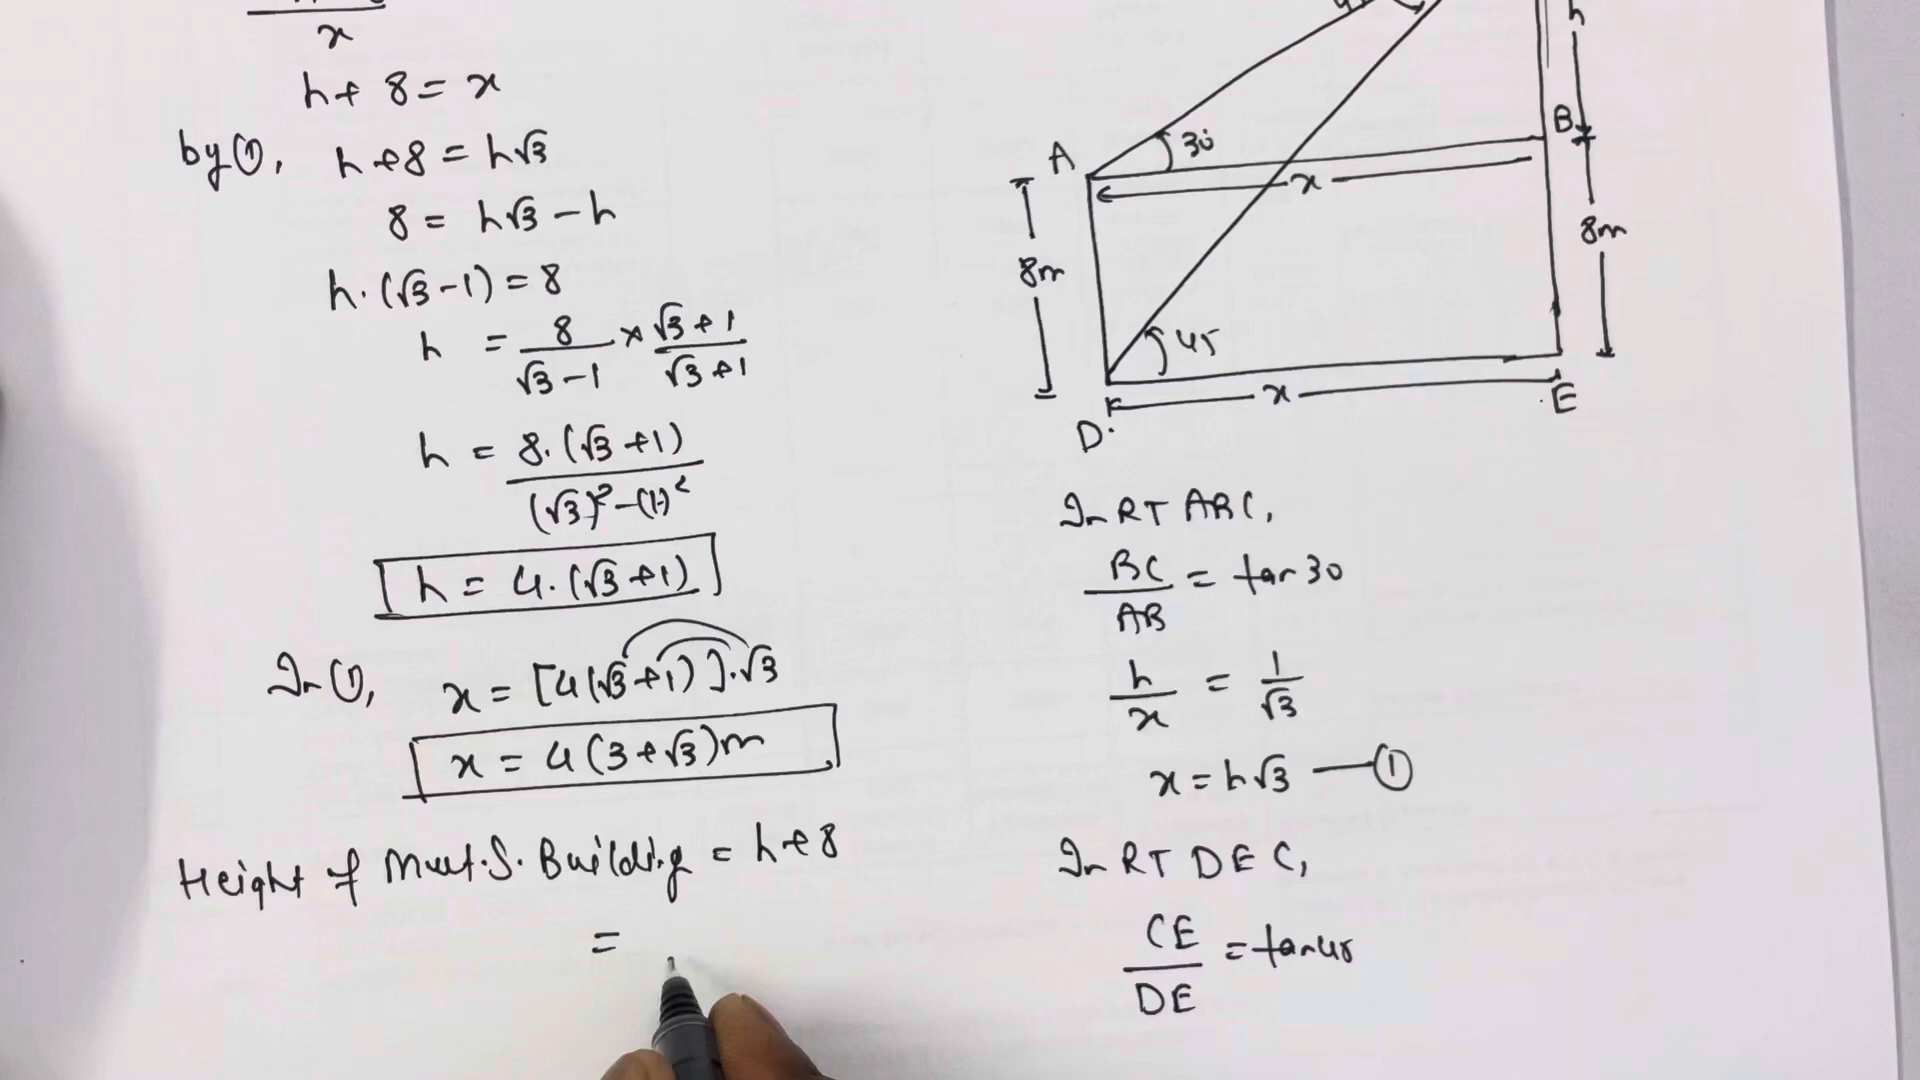 x
h + 8 = x
by ①, h + 8 = h√3
8 = h√3 - h
h. (√3 - 1) = 8
h = 8/(√3 - 1) × (√3 + 1)/(√3 + 1)
h = 8. (√3 + 1)/((√3)² - (1)²)
h = 4. (√3 + 1)
In ①, x = [4(√3 + 1)].√3
x = 4(3 + √3)m
Height of Mult.S. Building = h + 8
=
h
B
A
30
x
8m
8m
45
x
D.
E
In RT ABC,
BC/AB = tan 30
h/x = 1/√3
x = h√3 — ①
In RT DEC,
CE/DE = tan 45